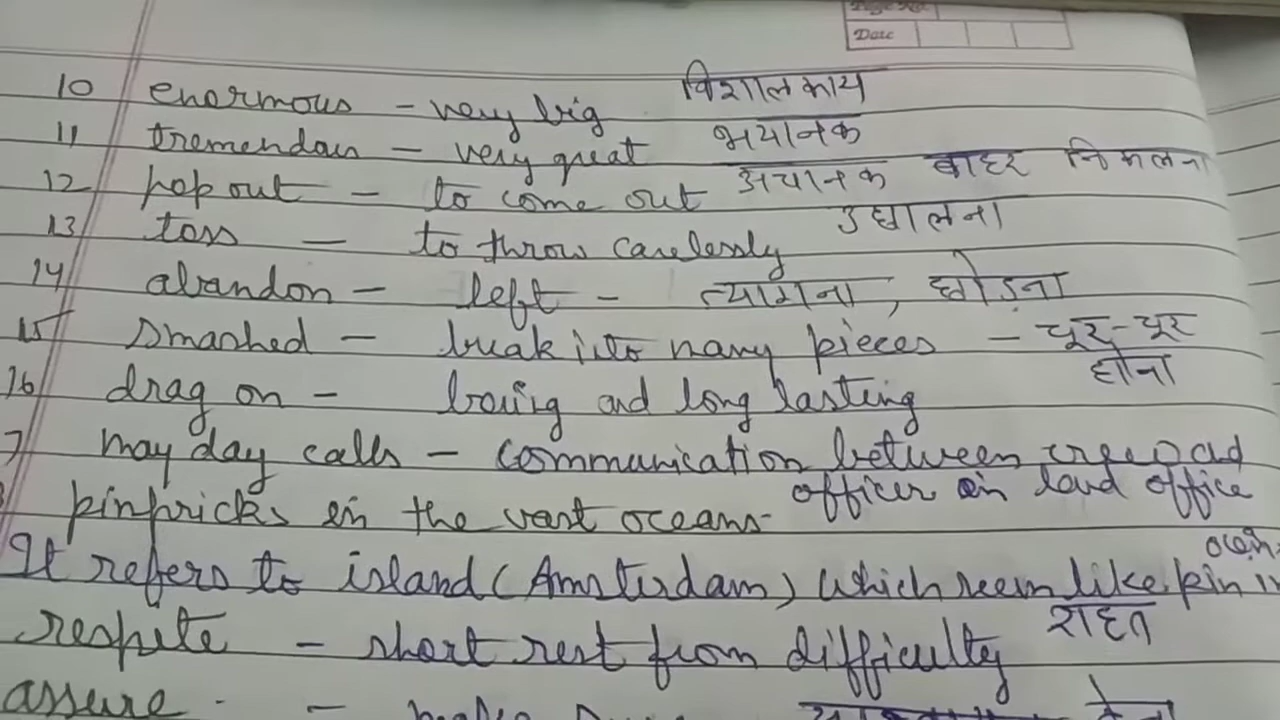 Date
10 enormous - very big विशालकाय
11 tremendous - very great भयानक
12 pop out - to come out अचानक बाहर निकलना
13 toss - to throw carelessly उछालना
14 abandon - left - त्यागना, छोड़ना
15 Smashed - break into many pieces - चूर-चूर
होना
16 drag on - boring and long lasting
7 may day calls - communication between crew and
officer in land office
pinpricks in the vast oceans-
It refers to island (Amsterdam) which seem like pin in
ocean
respite - short rest from difficulty राहत
assure - make